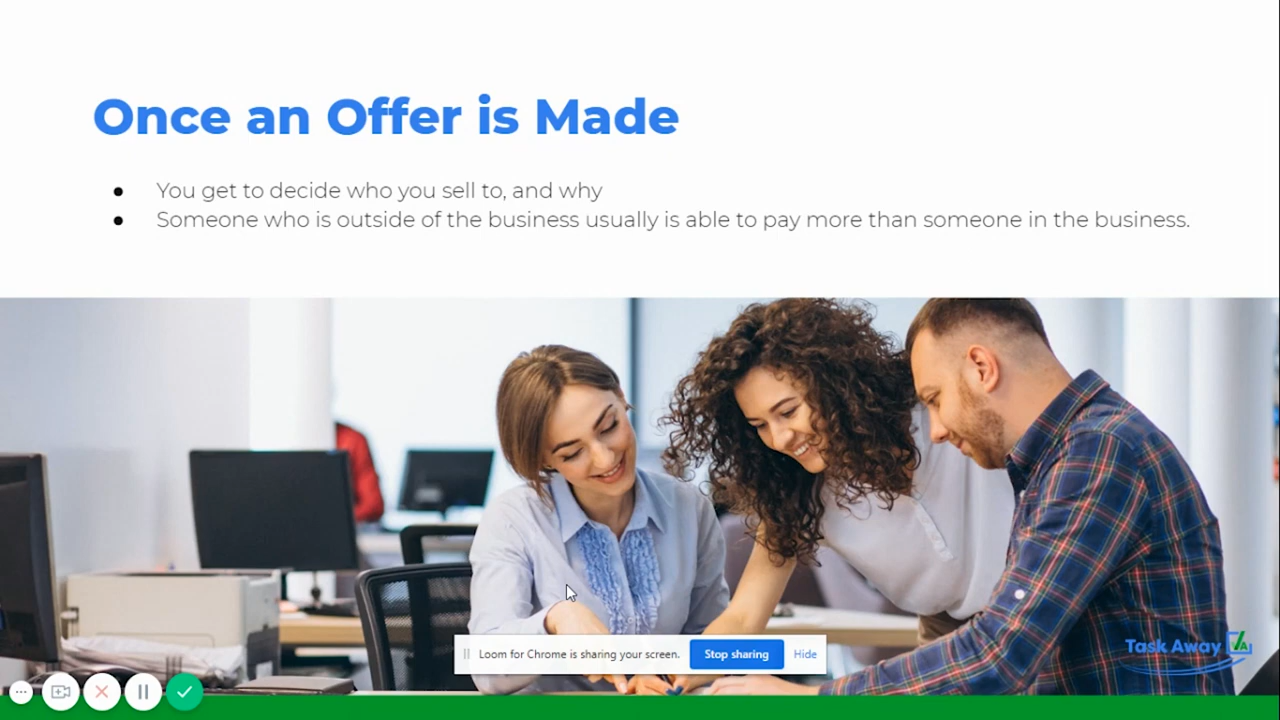 Once an Offer is Made
● You get to decide who you sell to, and why
● Someone who is outside of the business usually is able to pay more than someone in the business.
Loom for Chrome is sharing your screen. Stop sharing Hide
Task Away VA